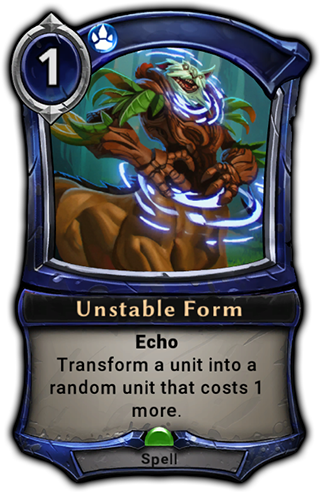 1
Unstable Form
Echo
Transform a unit into a
random unit that costs 1
more.
Spell